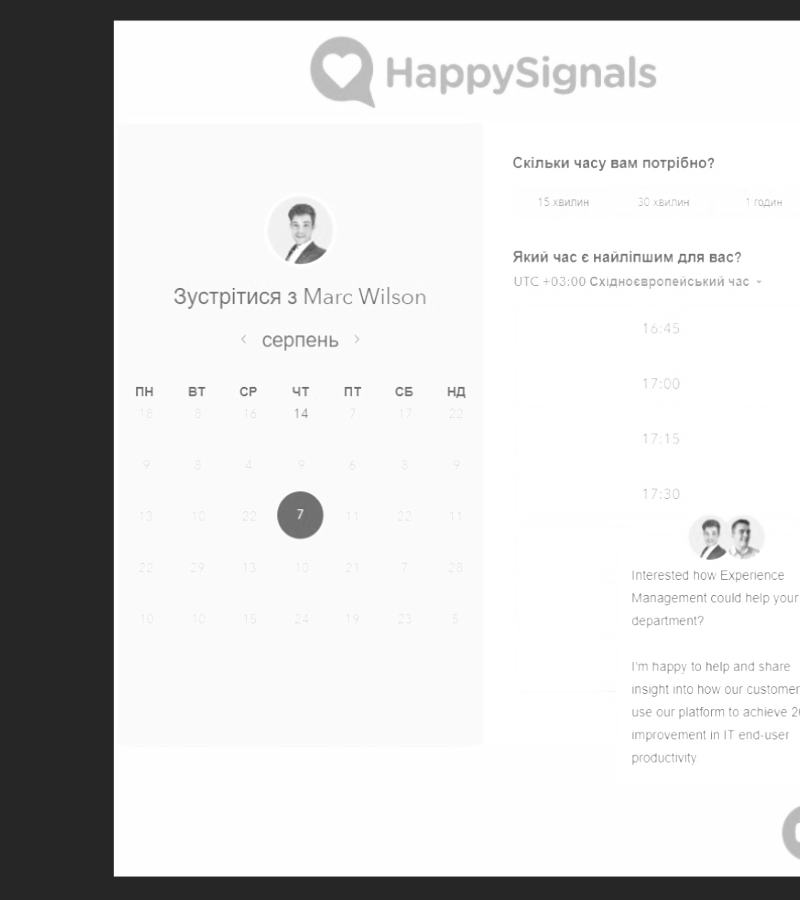 HappySignals
Зустрітися з Marc Wilson
серпень
ПН ВТ СР ЧТ ПТ СБ НД
18 8 16 14 7 17 22
9 8 4 9 6 8 9
13 10 22 7 11 22 11
22 29 13 10 21 7 28
10 10 15 24 19 23 5
Скільки часу вам потрібно?
15 хвилин 30 хвилин 1 годин
Який час є найліпшим для вас?
UTC +03:00 Східноєвропейський час
16:45
17:00
17:15
17:30
Interested how Experience
Management could help your
department?
I'm happy to help and share
insight into how our customer
use our platform to achieve 2
improvement in IT end-user
productivity